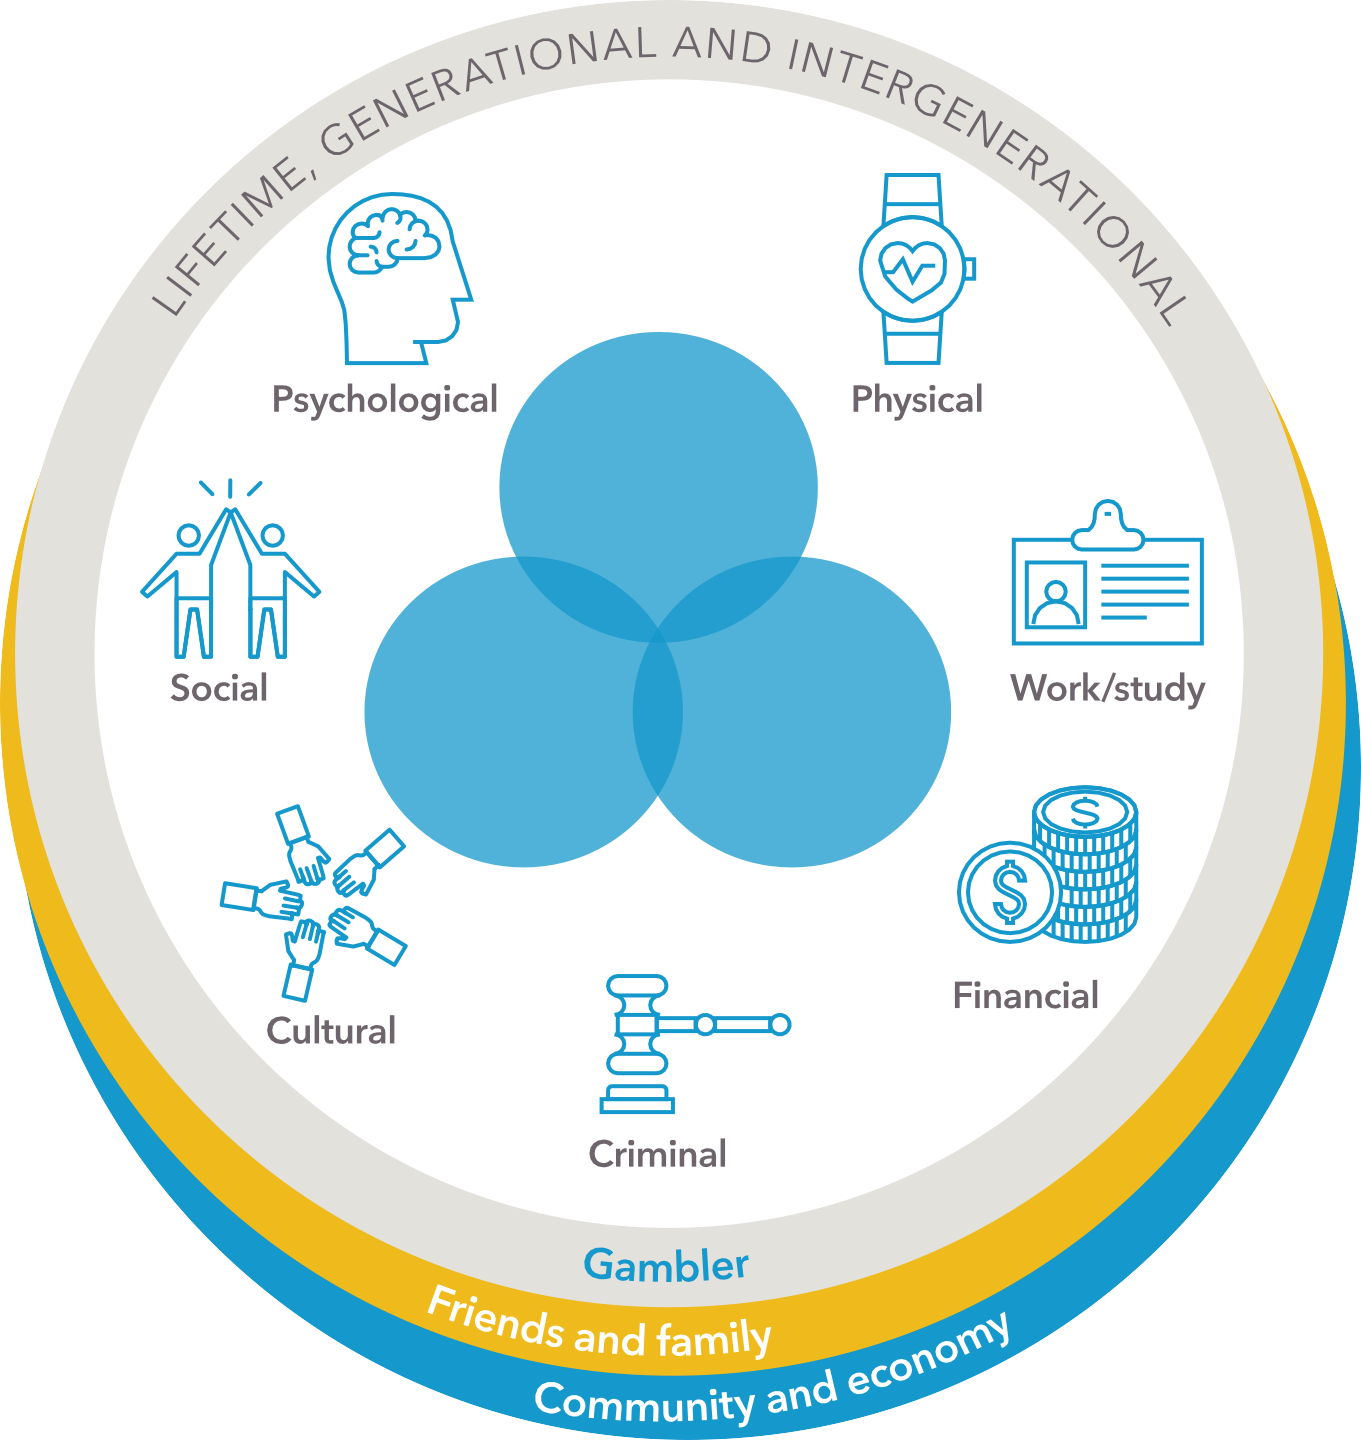 LIFETIME, GENERATIONAL AND INTERGENERATIONAL
Psychological
Physical
Social
Work/study
$
$
Financial
Cultural
Criminal
Gambler
Friends and family
Community and economy